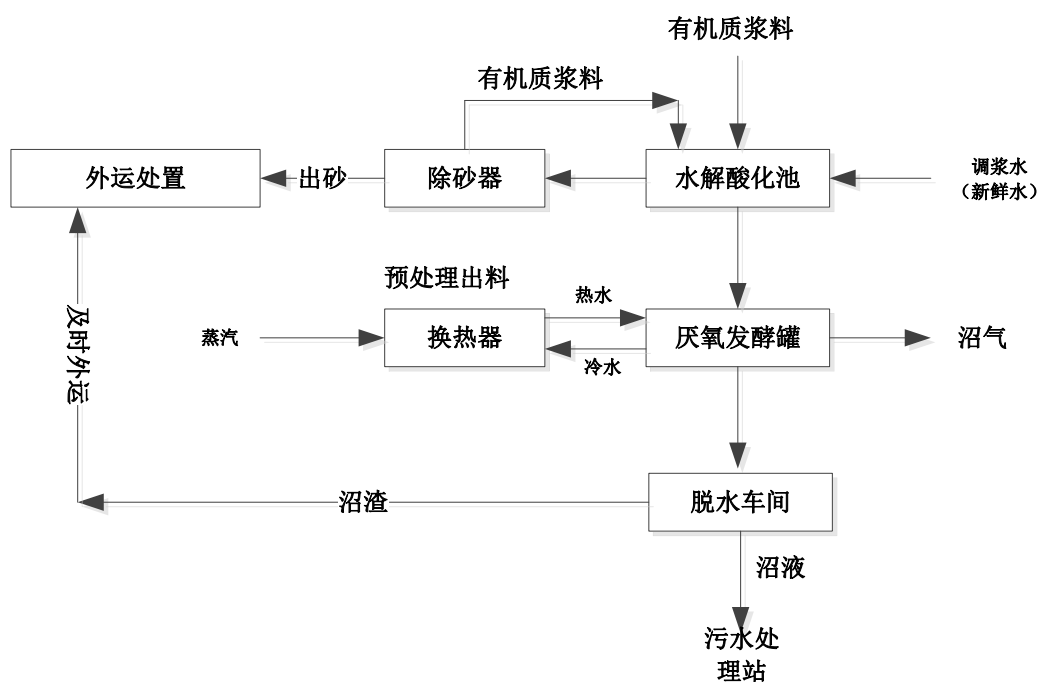 有机质浆料
有机质浆料
外运处置
出砂
除砂器
水解酸化池
调浆水
（新鲜水）
预处理出料
热水
及时外运
蒸汽
换热器
厌氧发酵罐
沼气
冷水
沼渣
脱水车间
沼液
污水处
理站